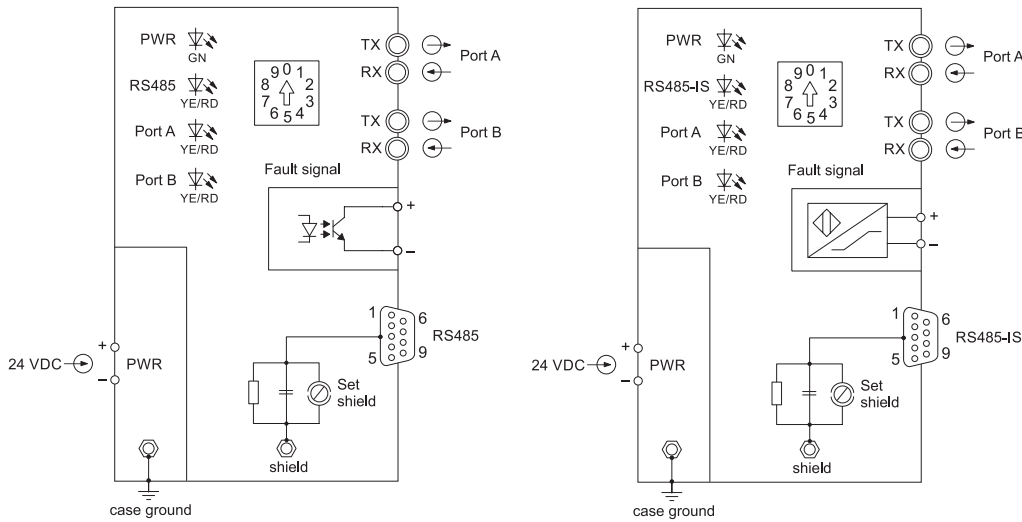 PWR
GN
RS485
YE/RD
Port A
YE/RD
Port B
YE/RD
9 0 1
8 2
7 3
6 5 4
TX
RX
Port A
TX
RX
Port B
Fault signal
+
–
1
6
5
9
RS485
24 VDC
+
–
PWR
Set
shield
shield
case ground
PWR
GN
RS485-IS
YE/RD
Port A
YE/RD
Port B
YE/RD
9 0 1
8 2
7 3
6 5 4
TX
RX
Port A
TX
RX
Port B
Fault signal
+
–
1
6
5
9
RS485-IS
24 VDC
+
–
PWR
Set
shield
shield
case ground